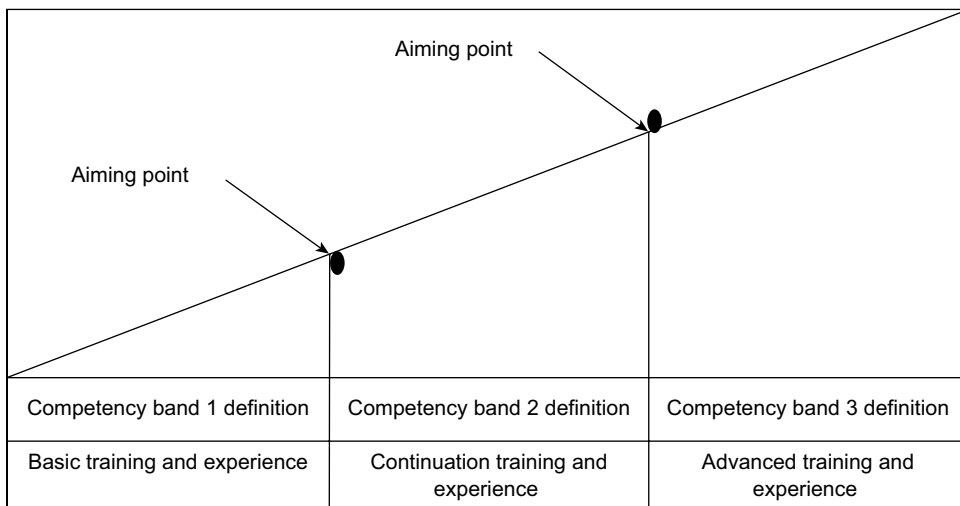 Aiming point
Aiming point
Competency band 1 definition
Competency band 2 definition
Competency band 3 definition
Basic training and experience
Continuation training and
experience
Advanced training and
experience